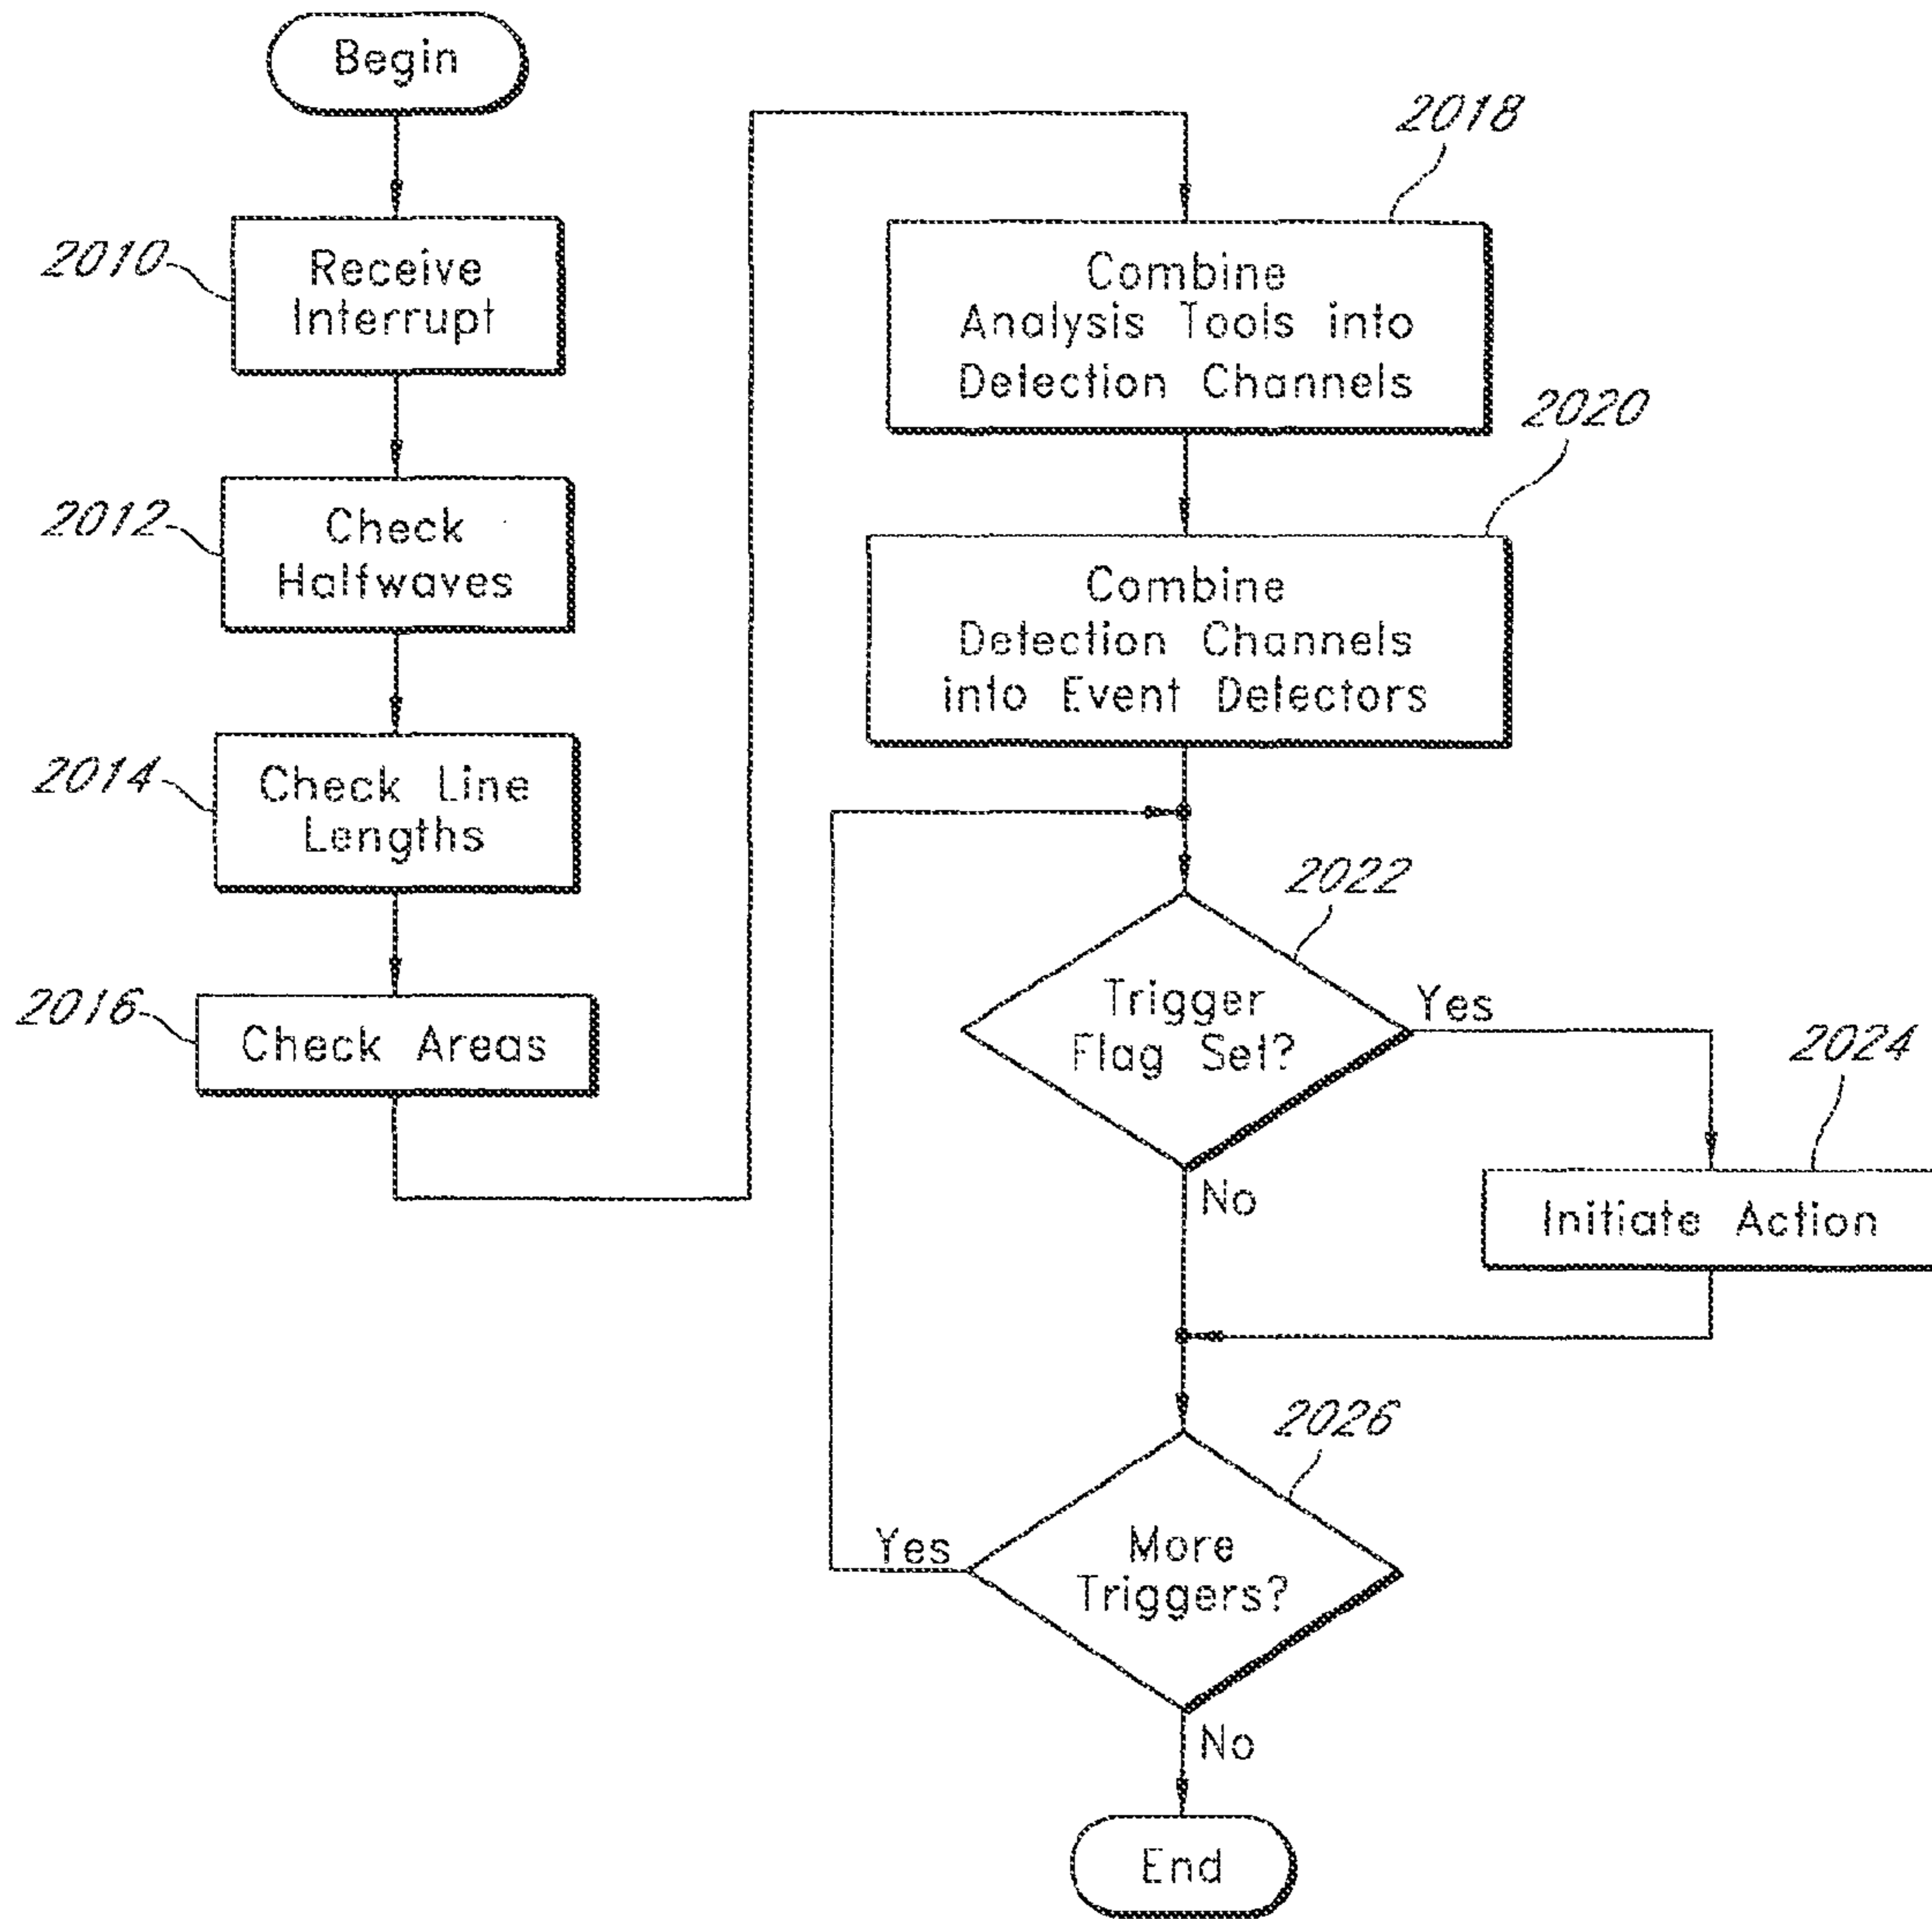 Begin
2010
Receive
Interrupt
2012
Check
Halfwaves
2014
Check Line
Lengths
2016
Check Areas
2018
Combine
Analysis Tools into
Detection Channels
2020
Combine
Detection Channels
into Event Detectors
2022
Trigger
Flag Set?
Yes
No
2024
Initiate Action
2026
More
Triggers?
Yes
No
End